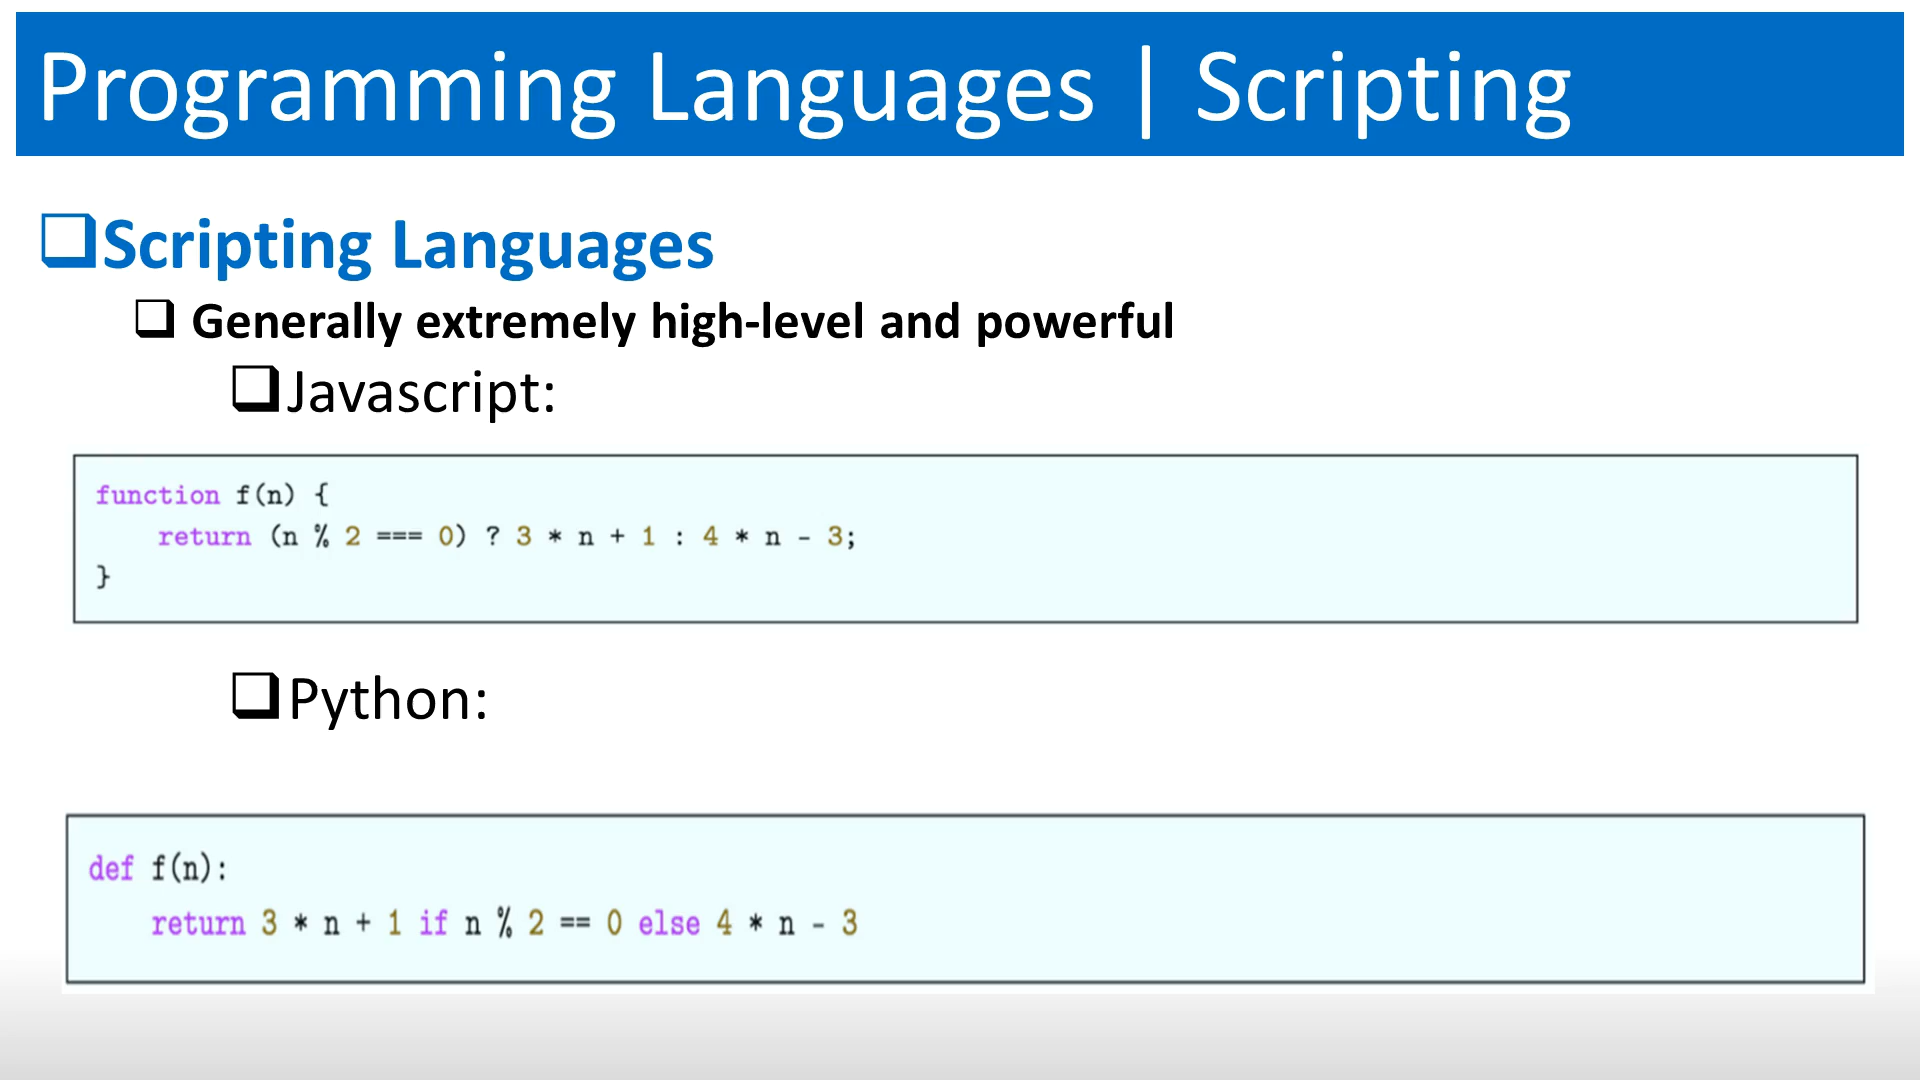 Programming Languages | Scripting
Scripting Languages
Generally extremely high-level and powerful
Javascript:
function f(n) {
    return (n % 2 === 0) ? 3 * n + 1 : 4 * n - 3;
}
Python:
def f(n):
    return 3 * n + 1 if n % 2 == 0 else 4 * n - 3